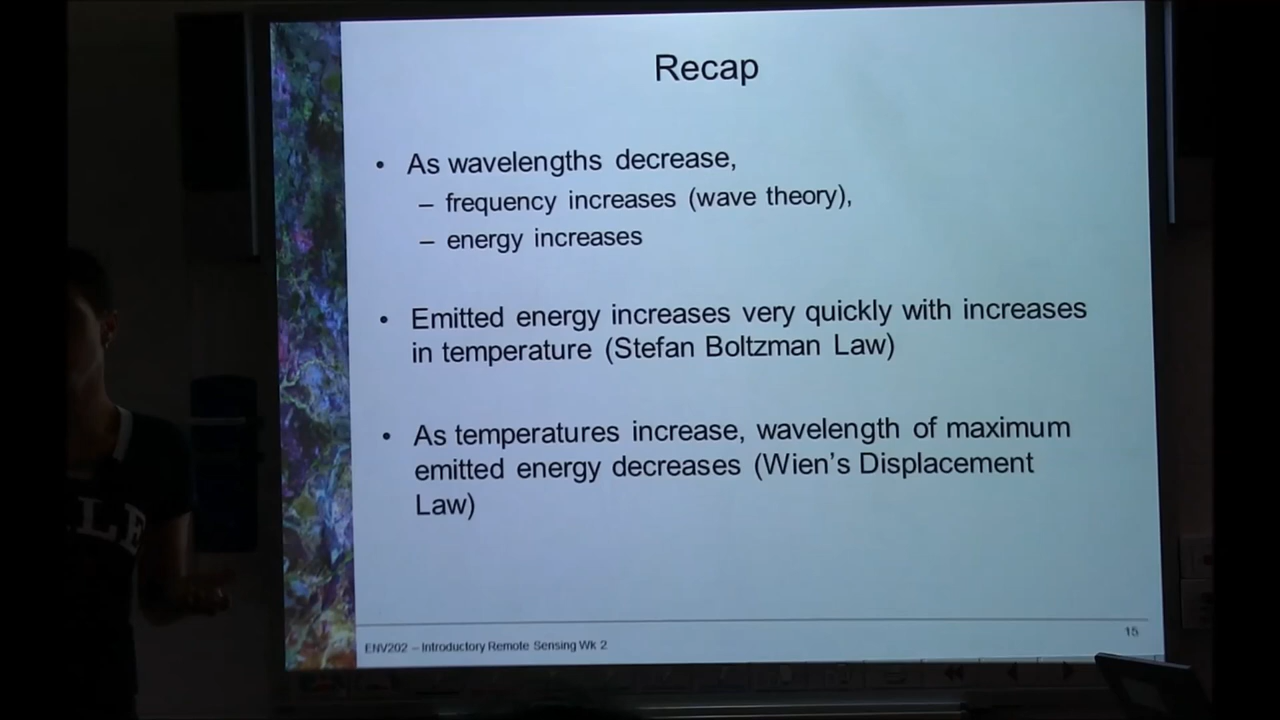 Recap
• As wavelengths decrease,
– frequency increases (wave theory),
– energy increases
• Emitted energy increases very quickly with increases
in temperature (Stefan Boltzman Law)
• As temperatures increase, wavelength of maximum
emitted energy decreases (Wien's Displacement
Law)
ENV202 – Introductory Remote Sensing Wk 2
15